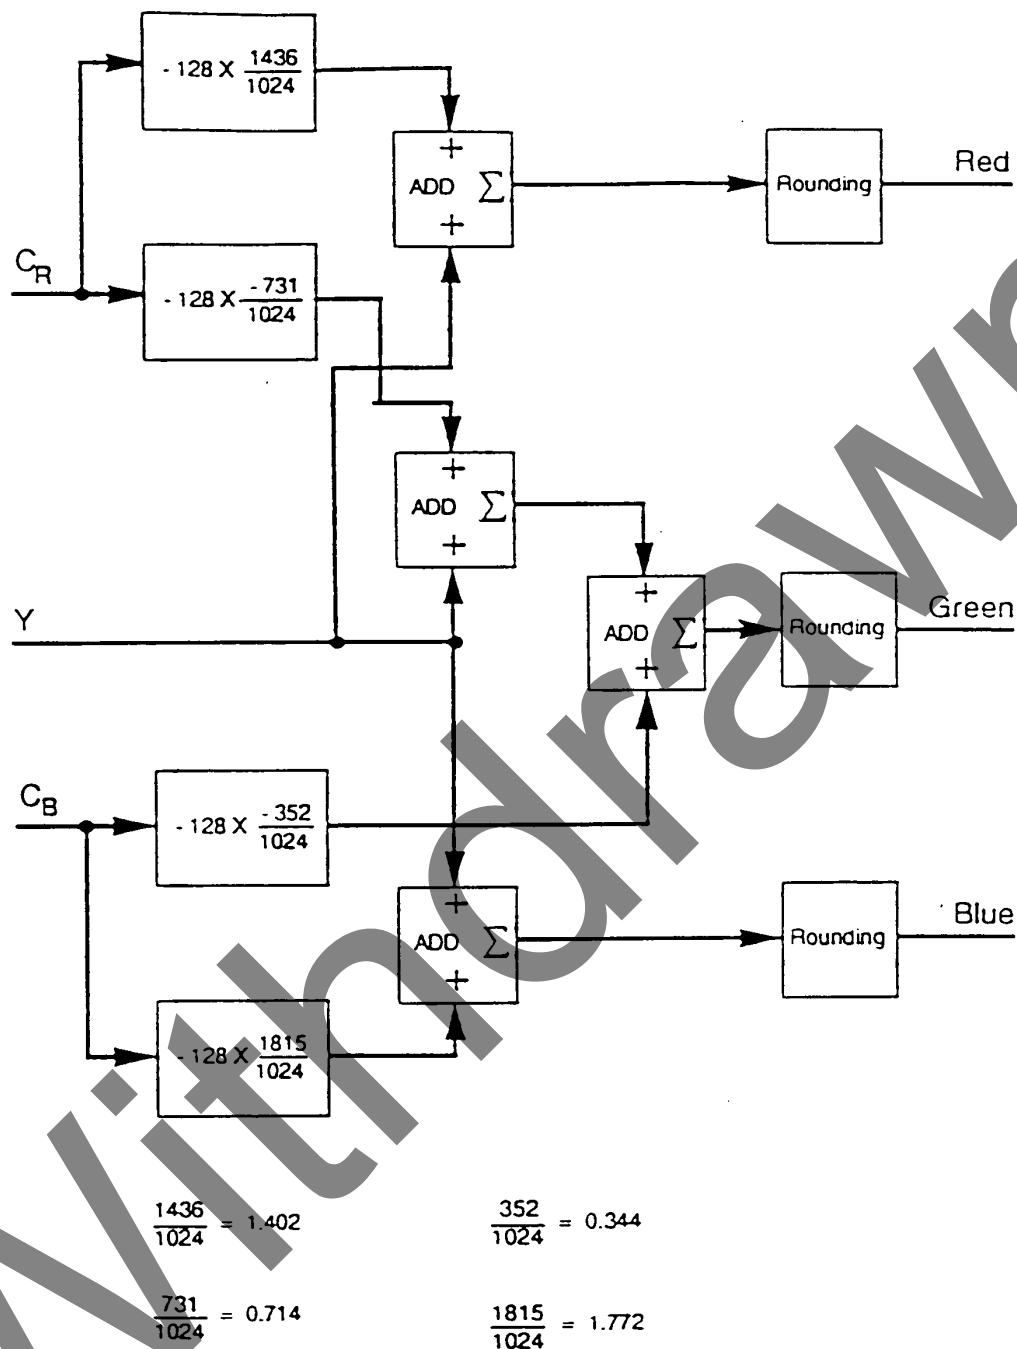 - 128 X 1436/1024
+
ADD Σ
+
Rounding
Red
C_R
- 128 X -731/1024
+
ADD Σ
+
Y
+
ADD Σ
+
Rounding
Green
C_B
- 128 X -352/1024
+
ADD Σ
+
Rounding
Blue
- 128 X 1815/1024
1436/1024 = 1.402
352/1024 = 0.344
731/1024 = 0.714
1815/1024 = 1.772
Withdrawn